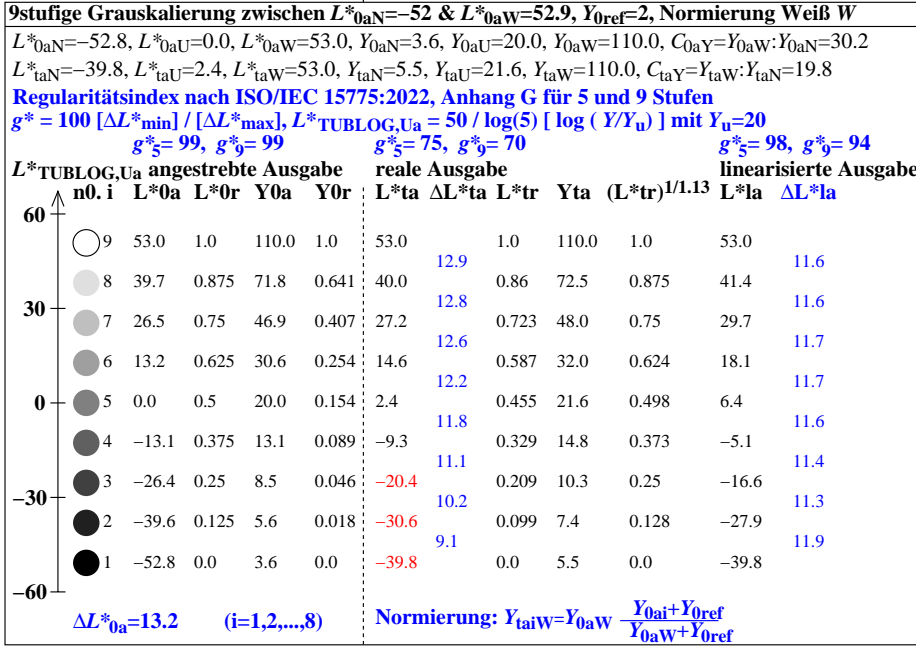 9stufige Grauskalierung zwischen L*0aN=−52 & L*0aW=52.9, Y0ref=2, Normierung Weiß W
L*0aN=−52.8, L*0aU=0.0, L*0aW=53.0, Y0aN=3.6, Y0aU=20.0, Y0aW=110.0, C0aY=Y0aW:Y0aN=30.2
L*taN=−39.8, L*taU=2.4, L*taW=53.0, YtaN=5.5, YtaU=21.6, YtaW=110.0, CtaY=YtaW:YtaN=19.8
Regularitätsindex nach ISO/IEC 15775:2022, Anhang G für 5 und 9 Stufen
g* = 100 [ΔL*min] / [ΔL*max], L*TUBLOG,Ua = 50 / log(5) [ log ( Y/Yu) ] mit Yu=20
g*5= 99, g*9= 99 g*5= 75, g*9= 70 g*5= 98, g*9= 94
L*TUBLOG,Ua angestrebte Ausgabe reale Ausgabe linearisierte Ausgabe
n0. i L*0a L*0r Y0a Y0r L*ta ΔL*ta L*tr Yta (L*tr)1/1.13 L*la ΔL*la
60
9 53.0 1.0 110.0 1.0 53.0 1.0 110.0 1.0 53.0
12.9 11.6
8 39.7 0.875 71.8 0.641 40.0 0.86 72.5 0.875 41.4
12.8 11.6
30
7 26.5 0.75 46.9 0.407 27.2 0.723 48.0 0.75 29.7
12.6 11.7
6 13.2 0.625 30.6 0.254 14.6 0.587 32.0 0.624 18.1
12.2 11.7
0 5 0.0 0.5 20.0 0.154 2.4 0.455 21.6 0.498 6.4
11.8 11.6
4 −13.1 0.375 13.1 0.089 −9.3 0.329 14.8 0.373 −5.1
11.1 11.4
3 −26.4 0.25 8.5 0.046 −20.4 0.209 10.3 0.25 −16.6
−30 10.2 11.3
2 −39.6 0.125 5.6 0.018 −30.6 0.099 7.4 0.128 −27.9
9.1 11.9
1 −52.8 0.0 3.6 0.0 −39.8 0.0 5.5 0.0 −39.8
−60
ΔL*0a=13.2 (i=1,2,...,8) Normierung: YtaiW=Y0aW Y0ai+Y0ref
Y0aW+Y0ref